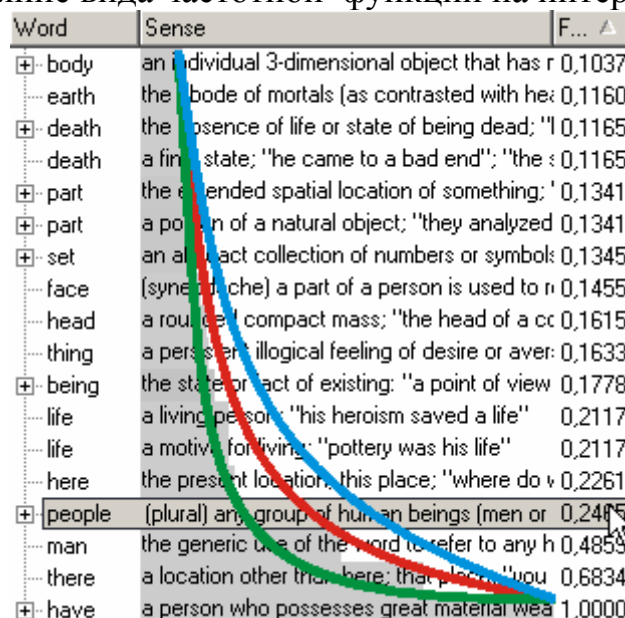 ние вида частотной функции на интер
Word Sense F...
body an individual 3-dimensional object that has r 0,1037
earth the abode of mortals (as contrasted with hea 0,1160
death the absence of life or state of being dead; "l 0,1165
death a final state; "he came to a bad end"; "the s 0,1165
part the extended spatial location of something; " 0,1341
part a portion of a natural object; "they analyzed 0,1341
set an abstract collection of numbers or symbols 0,1345
face (synecdoche) a part of a person is used to r 0,1455
head a rounded compact mass; "the head of a co 0,1615
thing a persistent illogical feeling of desire or aver 0,1633
being the state or fact of existing: "a point of view 0,1778
life a living person; "his heroism saved a life" 0,2117
life a motive for living; "pottery was his life" 0,2117
here the present location; this place; "where do 0,2261
people (plural) any group of human beings (men or 0,2465
man the generic use of the word to refer to any h 0,4853
there a location other than here; that place; "you 0,6834
have a person who possesses great material wea 1,0000